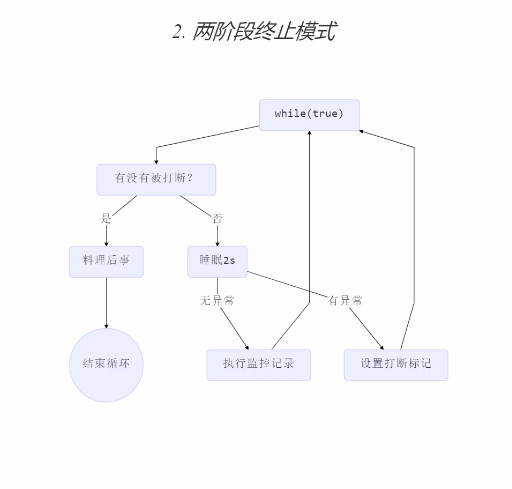 2. 两阶段终止模式
while(true)
有没有被打断?
是
否
料理后事
睡眠2s
无异常
有异常
结束循环
执行监控记录
设置打断标记